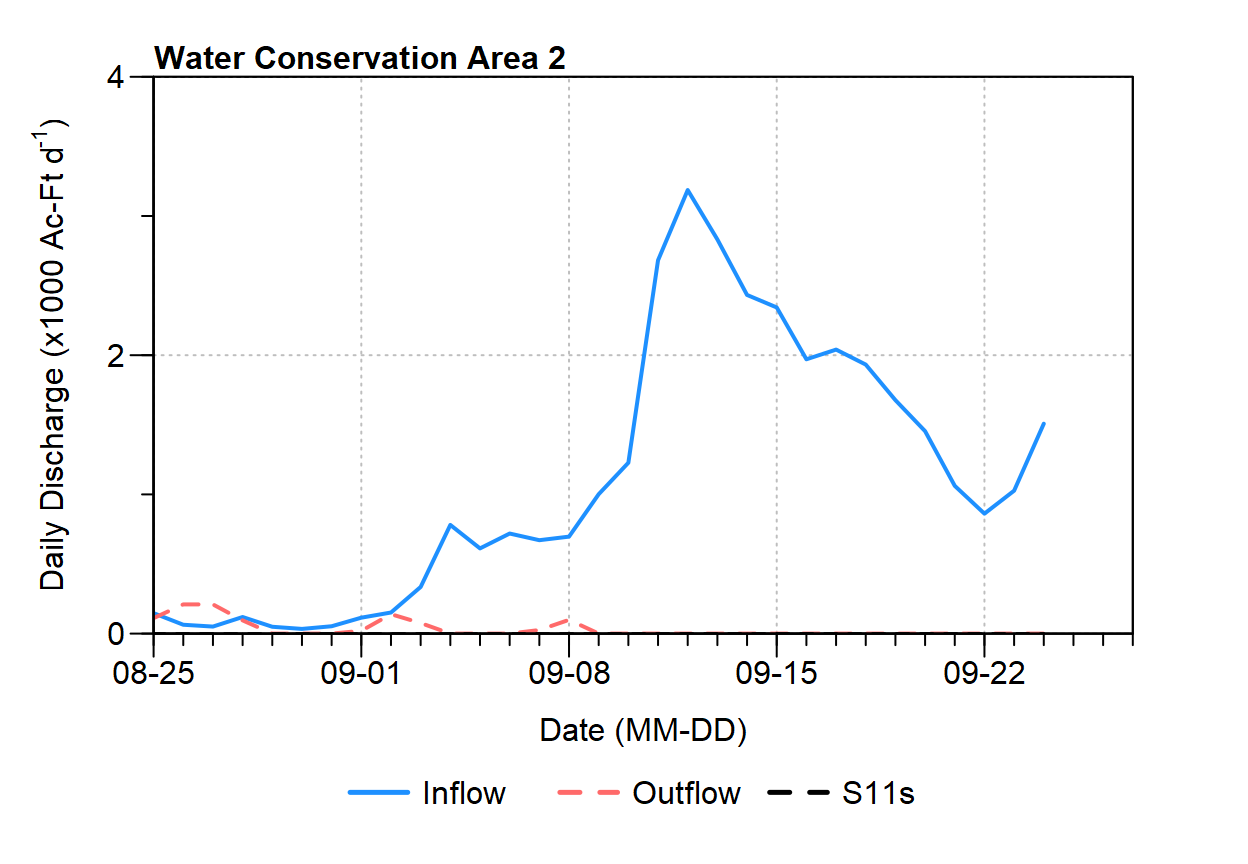 Water Conservation Area 2
Daily Discharge (x1000 Ac-Ft d⁻¹)
4
2
0
08-25 09-01 09-08 09-15 09-22
Date (MM-DD)
Inflow Outflow S11s